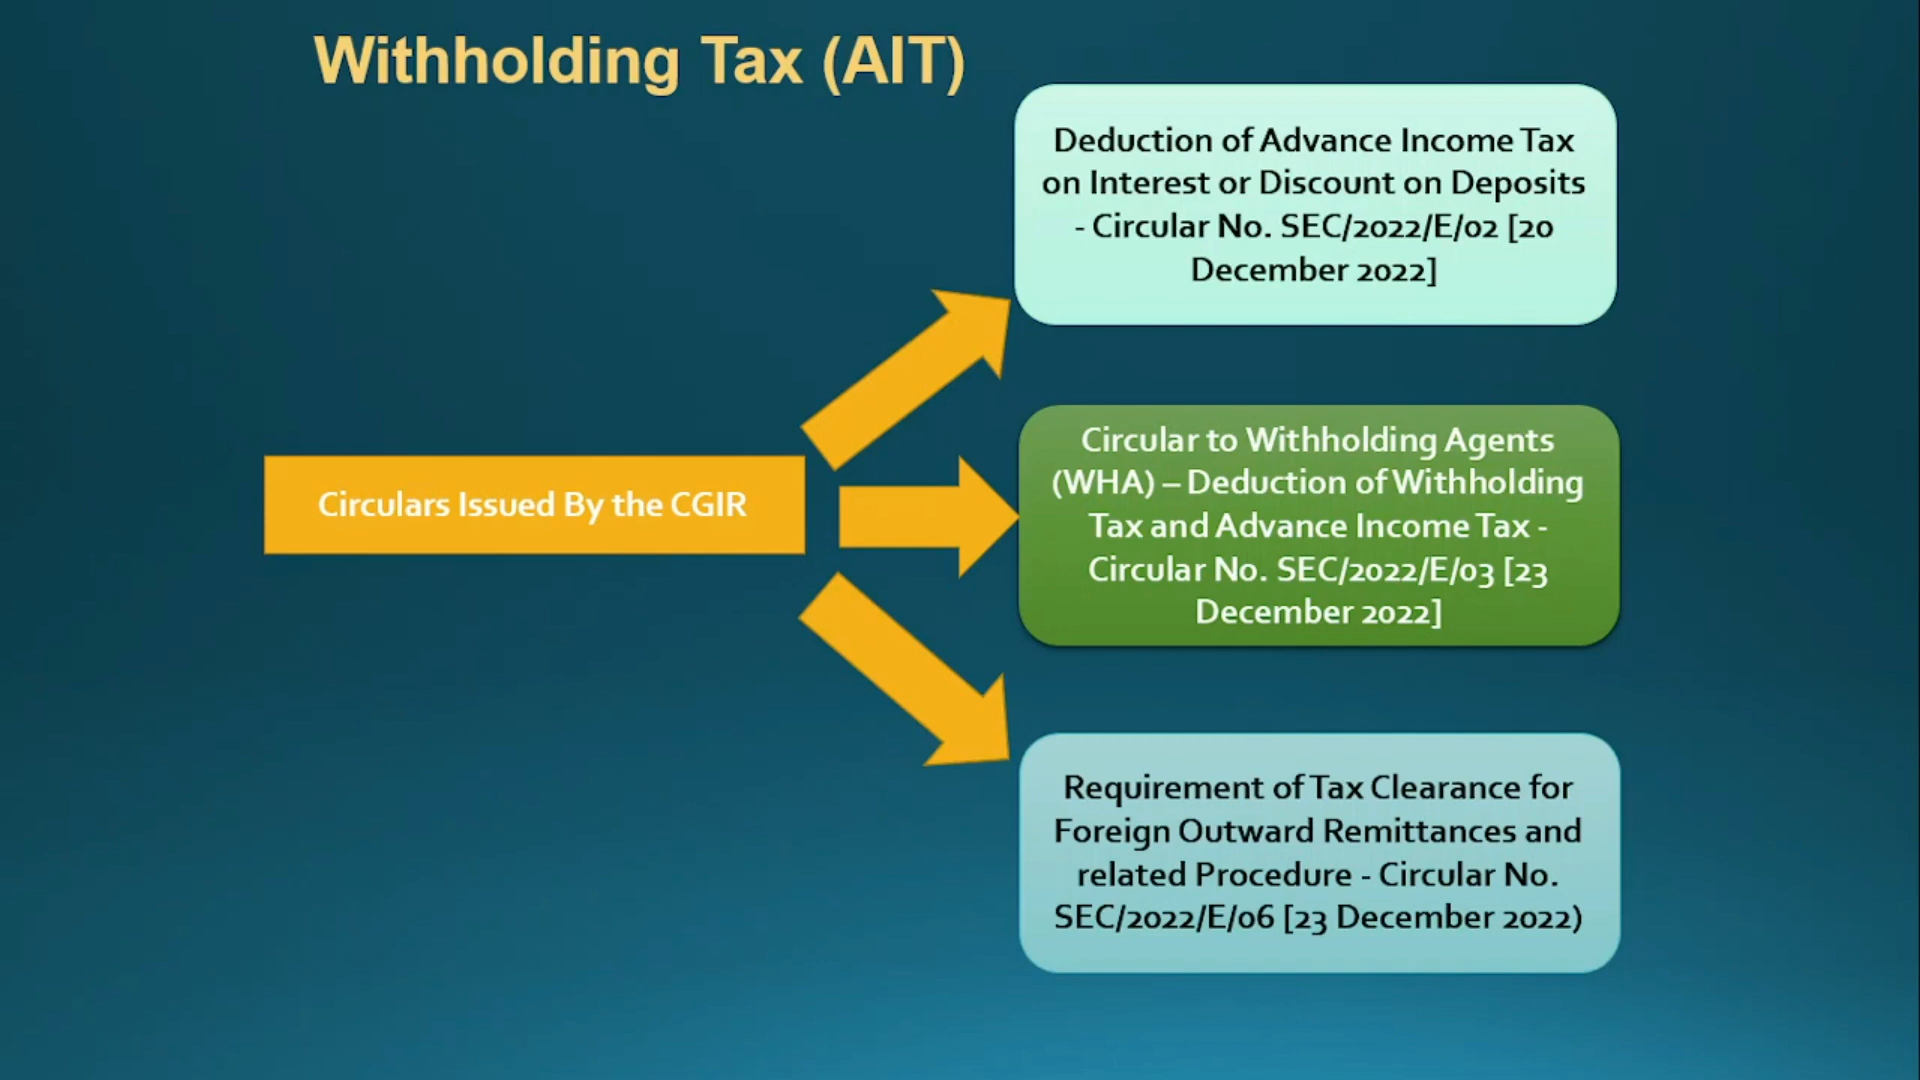 Withholding Tax (AIT)
Circulars Issued By the CGIR
Deduction of Advance Income Tax
on Interest or Discount on Deposits
- Circular No. SEC/2022/E/02 [20
December 2022]
Circular to Withholding Agents
(WHA) – Deduction of Withholding
Tax and Advance Income Tax -
Circular No. SEC/2022/E/03 [23
December 2022]
Requirement of Tax Clearance for
Foreign Outward Remittances and
related Procedure - Circular No.
SEC/2022/E/06 [23 December 2022)